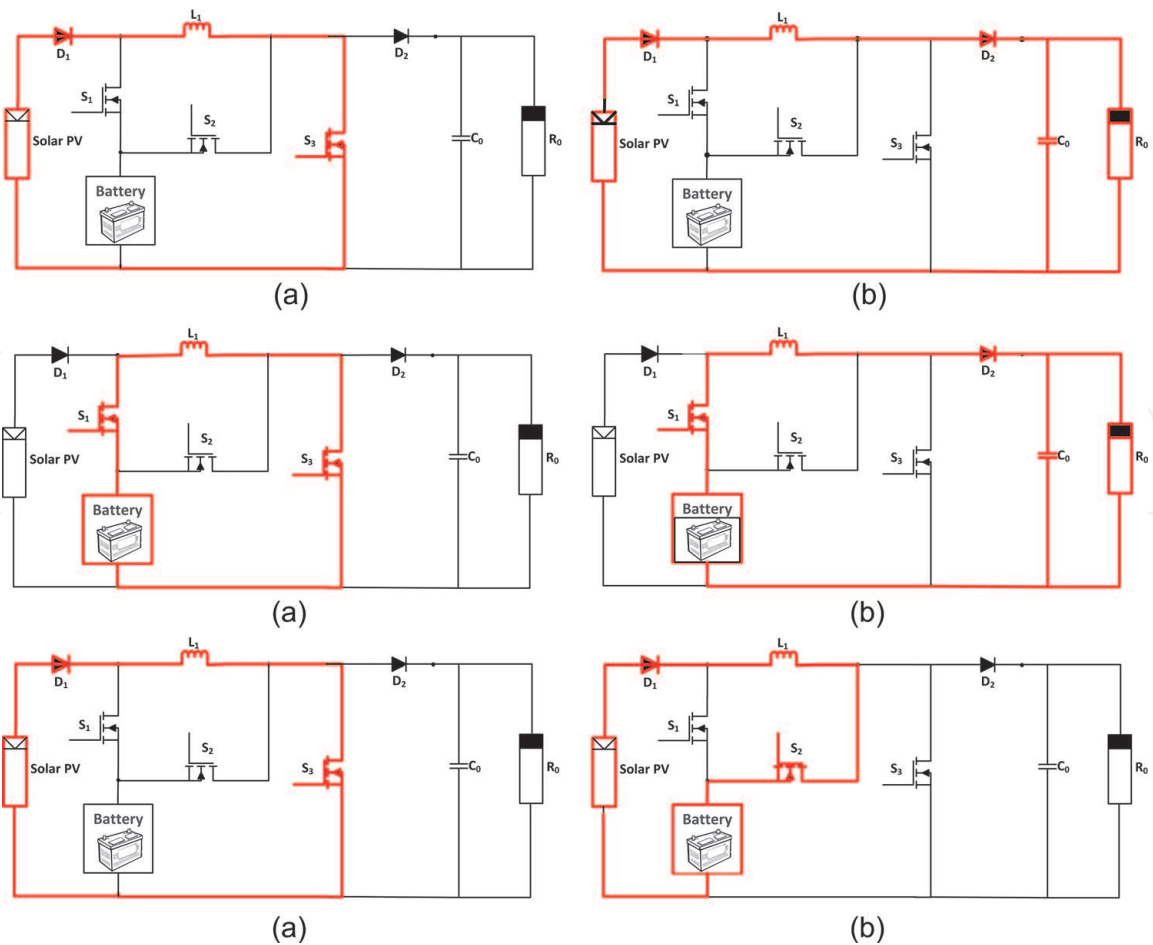 L₁
D₁
D₂
S₁
S₂
Solar PV
S₃
C₀
R₀
Battery
(a)
L₁
D₁
D₂
S₁
S₂
Solar PV
S₃
C₀
R₀
Battery
(b)
L₁
D₁
D₂
S₁
S₂
Solar PV
S₃
C₀
R₀
Battery
(a)
L₁
D₁
D₂
S₁
S₂
Solar PV
S₃
C₀
R₀
Battery
(b)
L₁
D₁
D₂
S₁
S₂
Solar PV
S₃
C₀
R₀
Battery
(a)
L₁
D₁
D₂
S₁
S₂
Solar PV
S₃
C₀
R₀
Battery
(b)